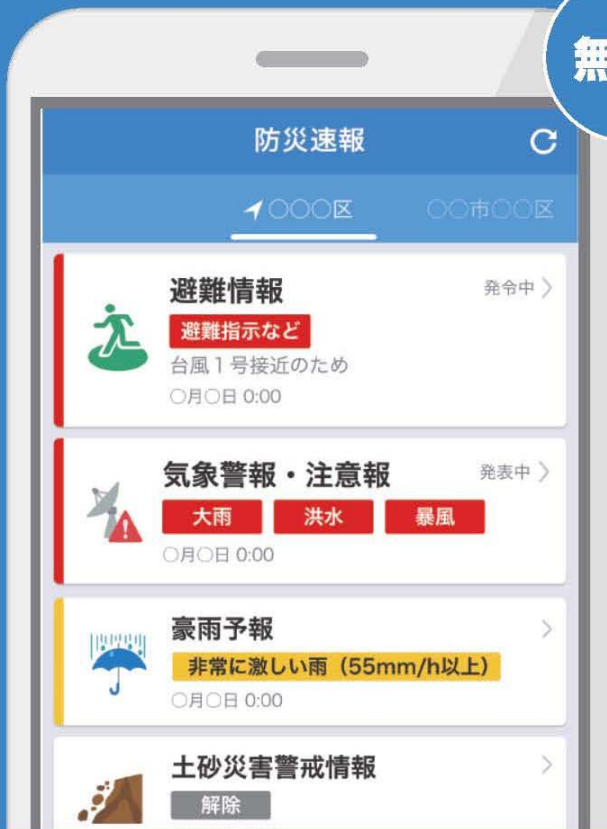 無
防災速報
○○○区 ○○市○○区
避難情報 発令中
避難指示など
台風1号接近のため
○月○日 0:00
気象警報・注意報 発表中
大雨 洪水 暴風
○月○日 0:00
豪雨予報
非常に激しい雨（55mm/h以上）
○月○日 0:00
土砂災害警戒情報
解除